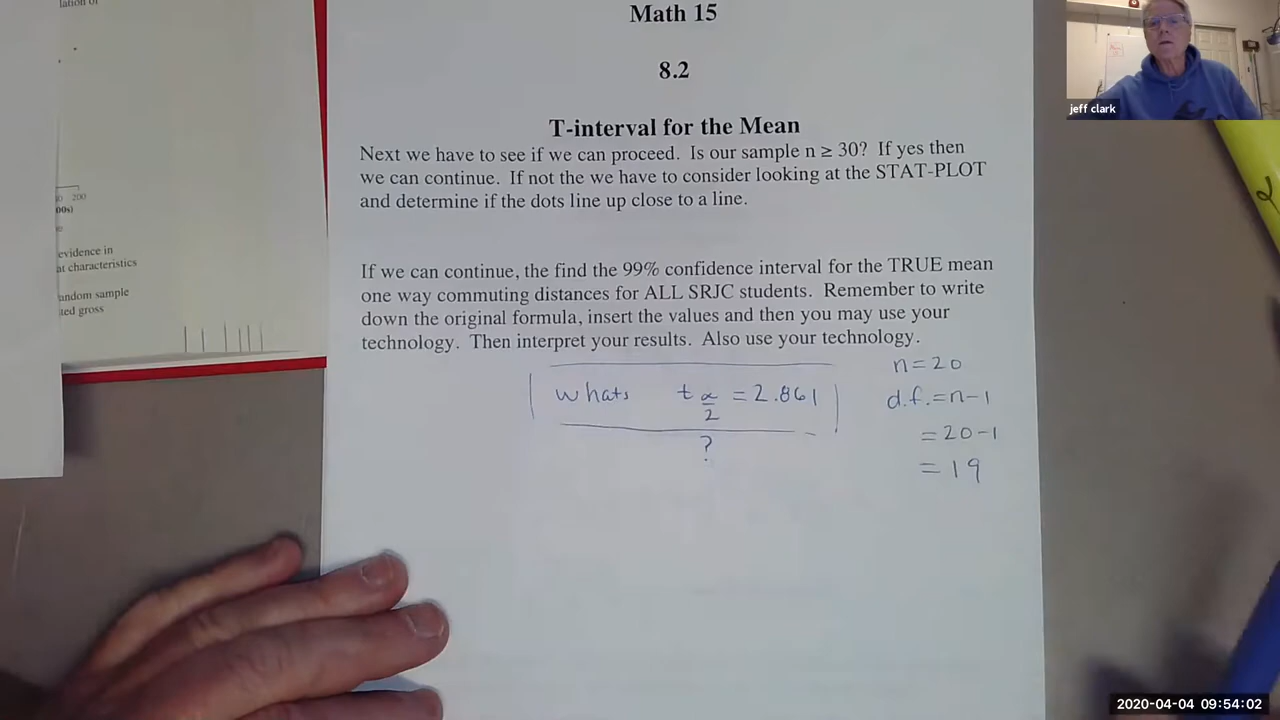 lation of
200
00s)
evidence in
at characteristics
andom sample
ted gross
Math 15
8.2
T-interval for the Mean
Next we have to see if we can proceed. Is our sample n ≥ 30? If yes then
we can continue. If not the we have to consider looking at the STAT-PLOT
and determine if the dots line up close to a line.
If we can continue, the find the 99% confidence interval for the TRUE mean
one way commuting distances for ALL SRJC students. Remember to write
down the original formula, insert the values and then you may use your
technology. Then interpret your results. Also use your technology.
whats t α/2 = 2.861
?
n=20
d.f.=n-1
=20-1
=19
jeff clark
2020-04-04 09:54:02